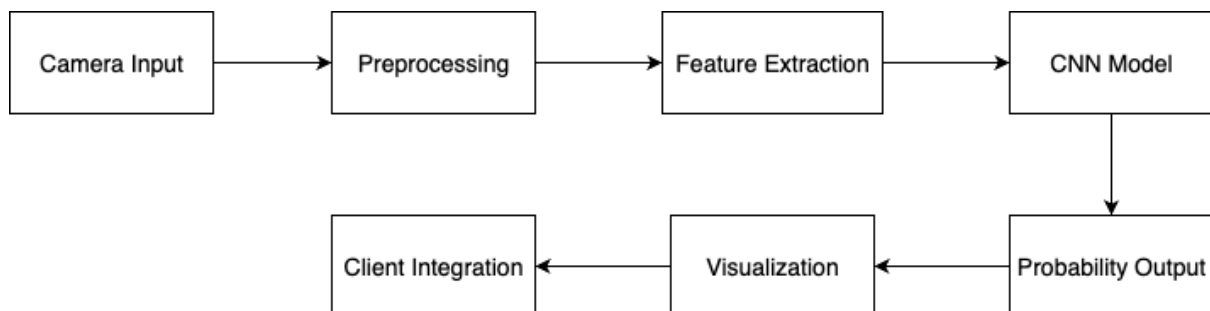 Camera Input
Preprocessing
Feature Extraction
CNN Model
Probability Output
Visualization
Client Integration